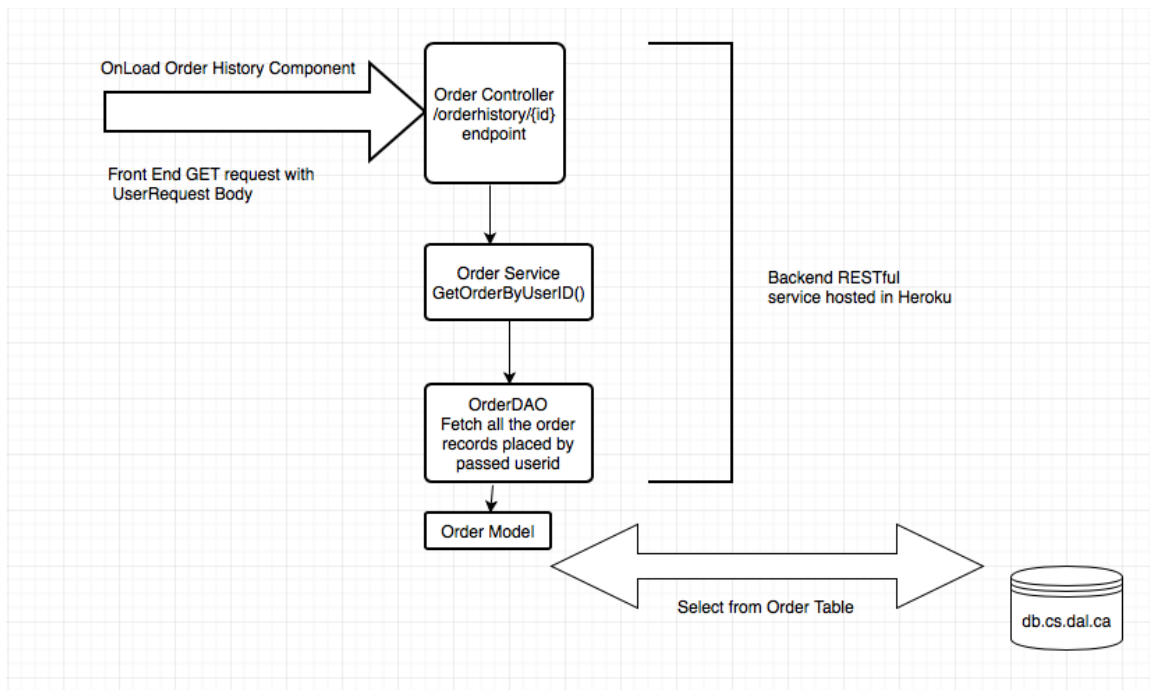 OnLoad Order History Component
Order Controller
/orderhistory/{id}
endpoint
Front End GET request with
UserRequest Body
Order Service
GetOrderByUserID()
Backend RESTful
service hosted in Heroku
OrderDAO
Fetch all the order
records placed by
passed userid
Order Model
Select from Order Table
db.cs.dal.ca